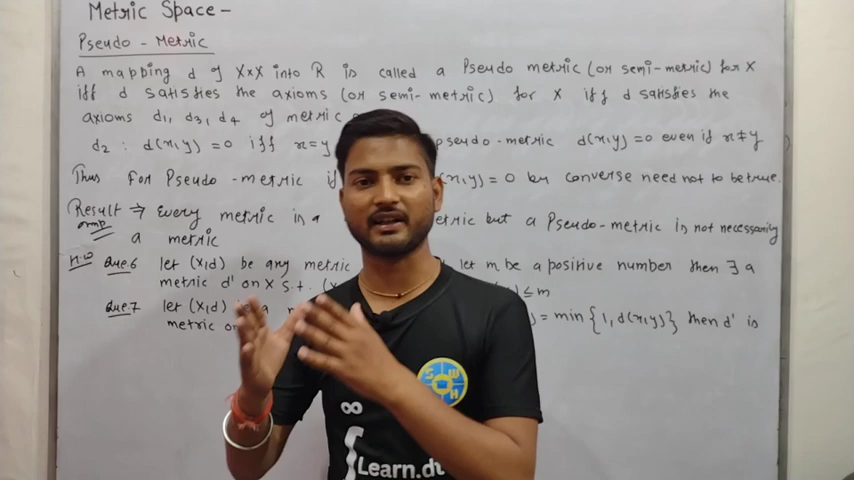 Metric Space -
Pseudo - Metric
A mapping d of X×X into R is called a Pseudo metric (or semi-metric) for X
iff d satisfies the axioms (or semi-metric) for X iff d satisfies the
axioms d1, d3, d4 of metric
d2 : d(x,y) = 0 iff x=y pseudo-metric d(x,y) = 0 even if x≠y
Thus For Pseudo-metric if (x,y) = 0 but converse need not to be true.
Result → Every metric is a etric but a Pseudo-metric is not necessarily
a metric
H.W Que.6 let (X,d) be any metric let m be a positive number then ∃ a
metric d' on X s.t. ≤ m
Que.7 let (X,d) a = min {1, d(x,y)} then d' is
metric on
∞
∫Learn.du